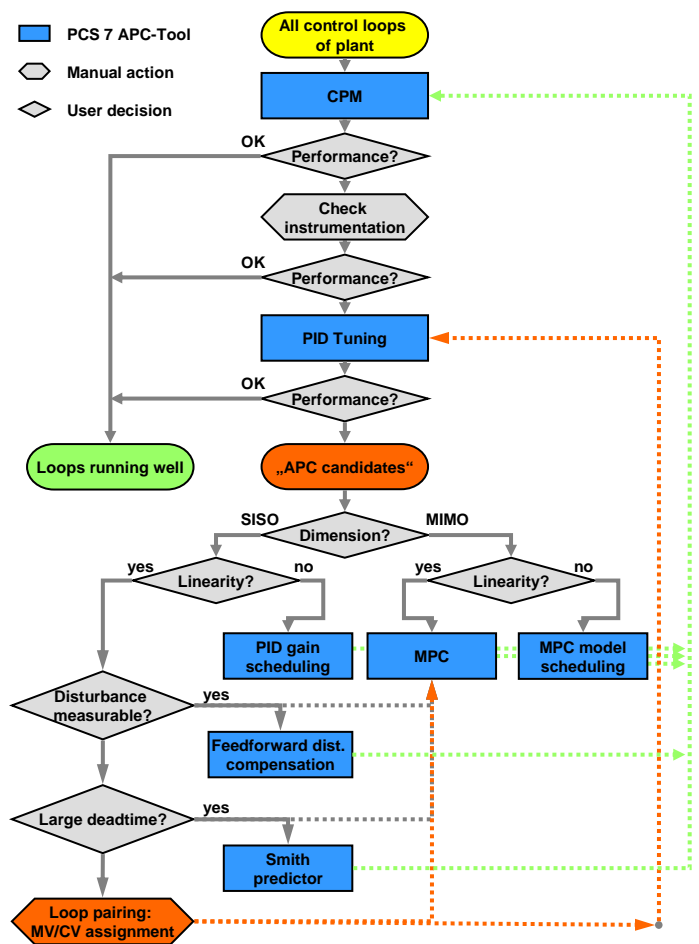 PCS 7 APC-Tool
Manual action
User decision
All control loops
of plant
CPM
OK
Performance?
Check
instrumentation
OK
Performance?
PID Tuning
OK
Performance?
Loops running well
„APC candidates“
SISO
Dimension?
MIMO
yes
Linearity?
no
yes
Linearity?
no
PID gain
scheduling
MPC
MPC model
scheduling
Disturbance
measurable?
yes
Feedforward dist.
compensation
Large deadtime?
yes
Smith
predictor
Loop pairing:
MV/CV assignment